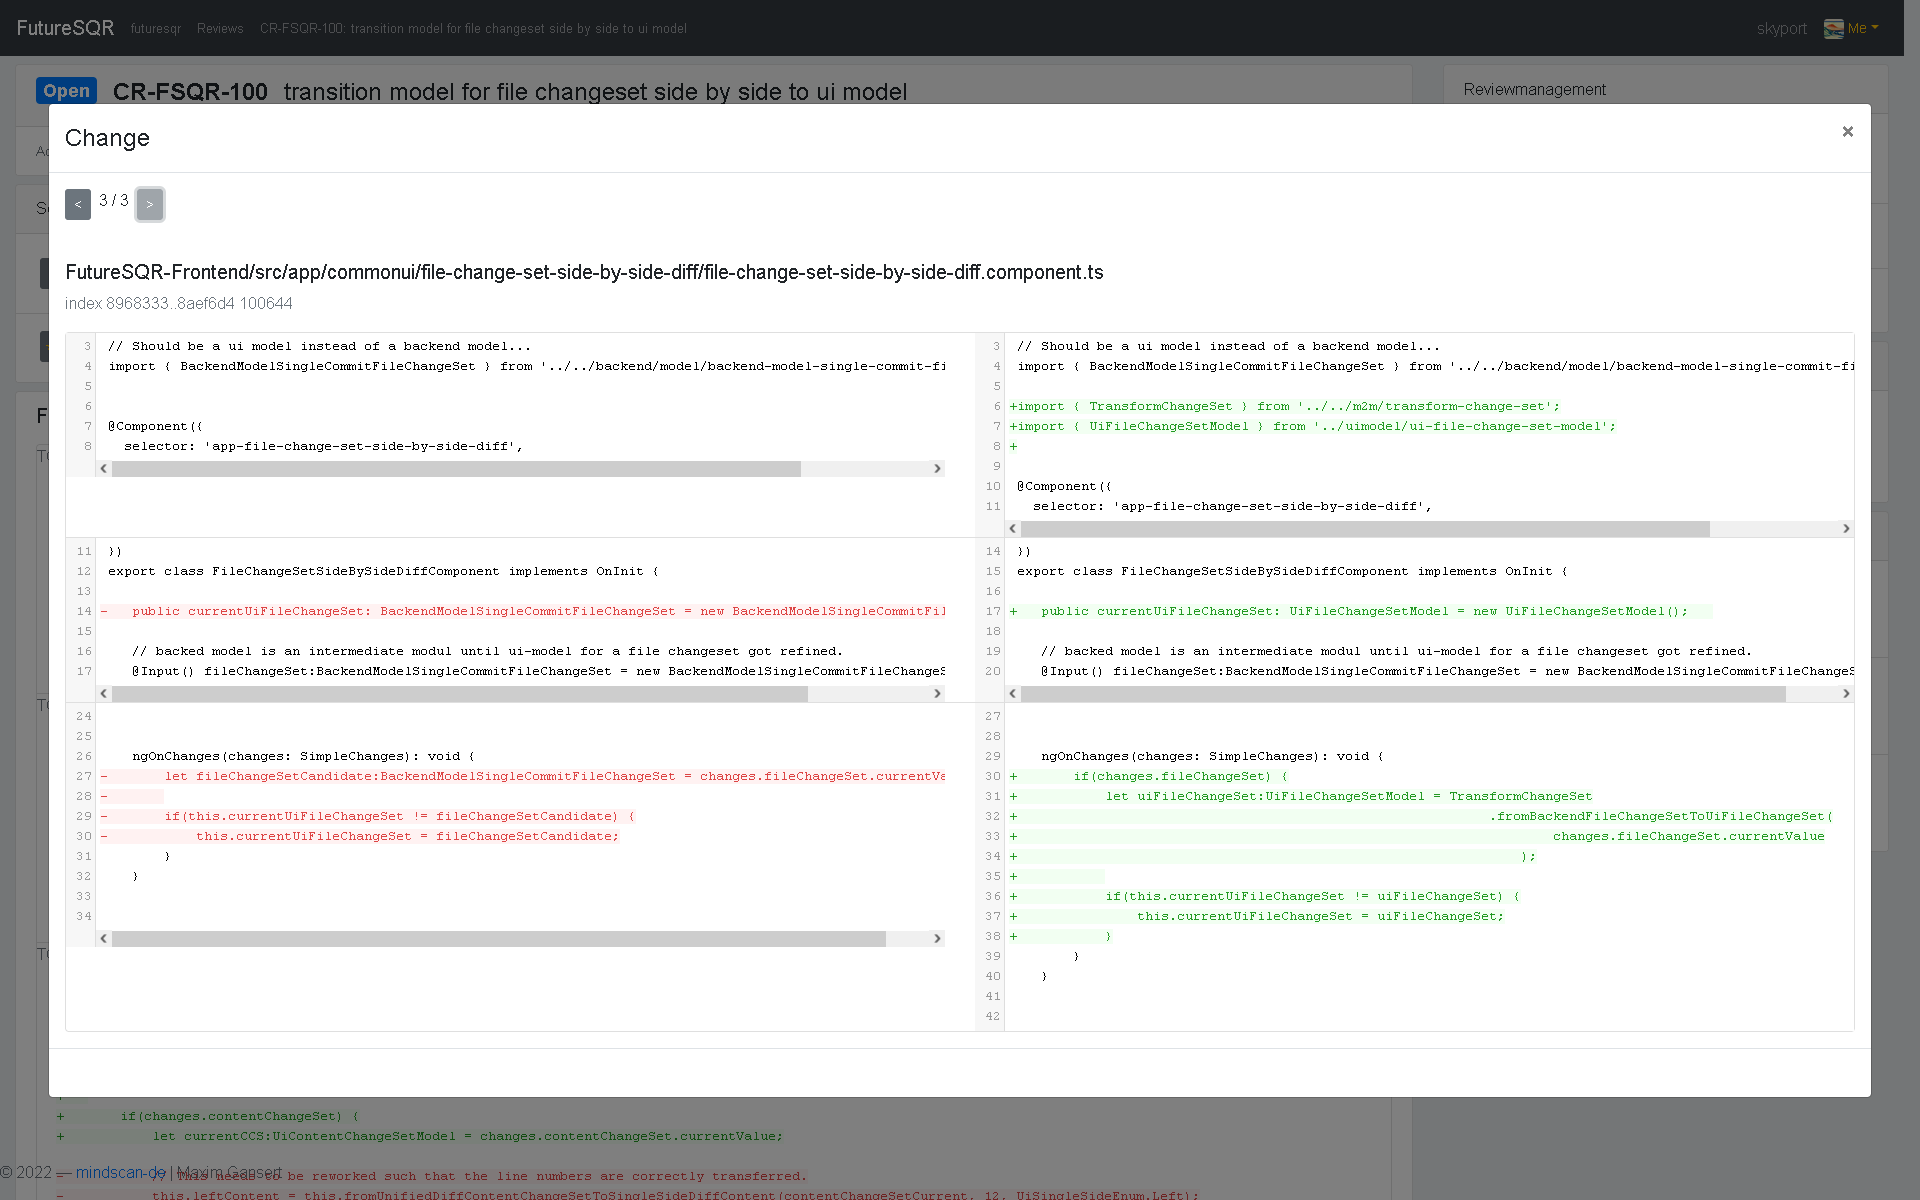 FutureSQR futuresqr Reviews CR-FSQR-100: transition model for file changeset side by side to ui model skyport Me
Open CR-FSQR-100 transition model for file changeset side by side to ui model
Reviewmanagement
Change ×
< 3 / 3 >
FutureSQR-Frontend/src/app/commonui/file-change-set-side-by-side-diff/file-change-set-side-by-side-diff.component.ts
index 8968333..8aef6d4 100644
3 // Should be a ui model instead of a backend model...
4 import { BackendModelSingleCommitFileChangeSet } from '../../backend/model/backend-model-single-commit-fi
5
6
7 @Component({
8 selector: 'app-file-change-set-side-by-side-diff',
3 // Should be a ui model instead of a backend model...
4 import { BackendModelSingleCommitFileChangeSet } from '../../backend/model/backend-model-single-commit-fi
5
6 +import { TransformChangeSet } from '../../m2m/transform-change-set';
7 +import { UiFileChangeSetModel } from '../uimodel/ui-file-change-set-model';
8 +
9
10 @Component({
11 selector: 'app-file-change-set-side-by-side-diff',
11 })
12 export class FileChangeSetSideBySideDiffComponent implements OnInit {
13
14 - public currentUiFileChangeSet: BackendModelSingleCommitFileChangeSet = new BackendModelSingleCommitFil
15
16 // backed model is an intermediate modul until ui-model for a file changeset got refined.
17 @Input() fileChangeSet:BackendModelSingleCommitFileChangeSet = new BackendModelSingleCommitFileChangeS
14 })
15 export class FileChangeSetSideBySideDiffComponent implements OnInit {
16
17 + public currentUiFileChangeSet: UiFileChangeSetModel = new UiFileChangeSetModel();
18
19 // backed model is an intermediate modul until ui-model for a file changeset got refined.
20 @Input() fileChangeSet:BackendModelSingleCommitFileChangeSet = new BackendModelSingleCommitFileChangeS
24
25
26 ngOnChanges(changes: SimpleChanges): void {
27 - let fileChangeSetCandidate:BackendModelSingleCommitFileChangeSet = changes.fileChangeSet.currentVa
28 -
29 - if(this.currentUiFileChangeSet != fileChangeSetCandidate) {
30 - this.currentUiFileChangeSet = fileChangeSetCandidate;
31 }
32 }
33
34
27
28
29 ngOnChanges(changes: SimpleChanges): void {
30 + if(changes.fileChangeSet) {
31 + let uiFileChangeSet:UiFileChangeSetModel = TransformChangeSet
32 + .fromBackendFileChangeSetToUiFileChangeSet(
33 + changes.fileChangeSet.currentValue
34 + );
35 +
36 + if(this.currentUiFileChangeSet != uiFileChangeSet) {
37 + this.currentUiFileChangeSet = uiFileChangeSet;
38 + }
39 }
40 }
41
42
+ if(changes.contentChangeSet) {
+ let currentCCS:UiContentChangeSetModel = changes.contentChangeSet.currentValue;
© 2022 — mindscan-de | Maxim Gansert
- // This needs to be reworked such that the line numbers are correctly transferred.
- this.leftContent = this.fromUnifiedDiffContentChangeSetToSingleSideDiffContent(contentChangeSetCurrent, 12, UiSingleSideEnum.Left);